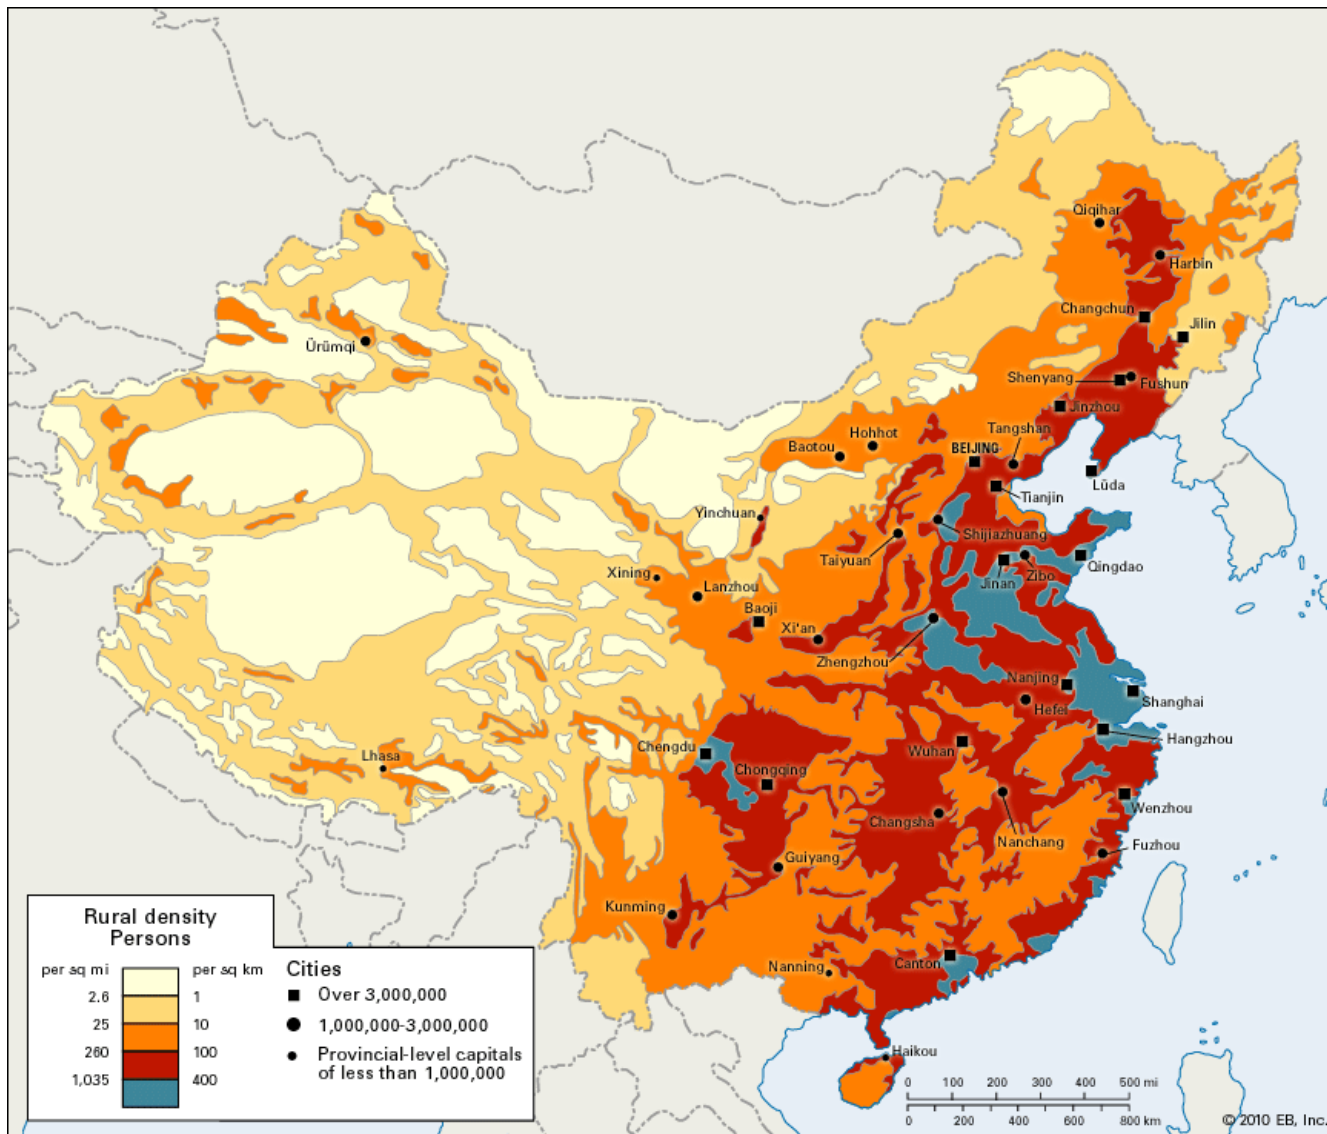 Qiqihar
Harbin
Changchun
Jilin
Ürümqi
Shenyang
Fushun
Jinzhou
Tangshan
Hohhot
Baotou
BEIJING
Lüda
Tianjin
Yinchuan
Shijiazhuang
Taiyuan
Qingdao
Xining
Jinan
Zibo
Lanzhou
Baoji
Xi'an
Zhengzhou
Nanjing
Shanghai
Hefei
Hangzhou
Chengdu
Wuhan
Lhasa
Chongqing
Wenzhou
Changsha
Nanchang
Fuzhou
Guiyang
Kunming
Nanning
Canton
Haikou
Rural density
Persons
per sq mi
per sq km
2.6 1
25 10
260 100
1,035 400
Cities
Over 3,000,000
1,000,000-3,000,000
Provincial-level capitals
of less than 1,000,000
0 100 200 300 400 500 mi
0 200 400 600 800 km
© 2010 EB, Inc.